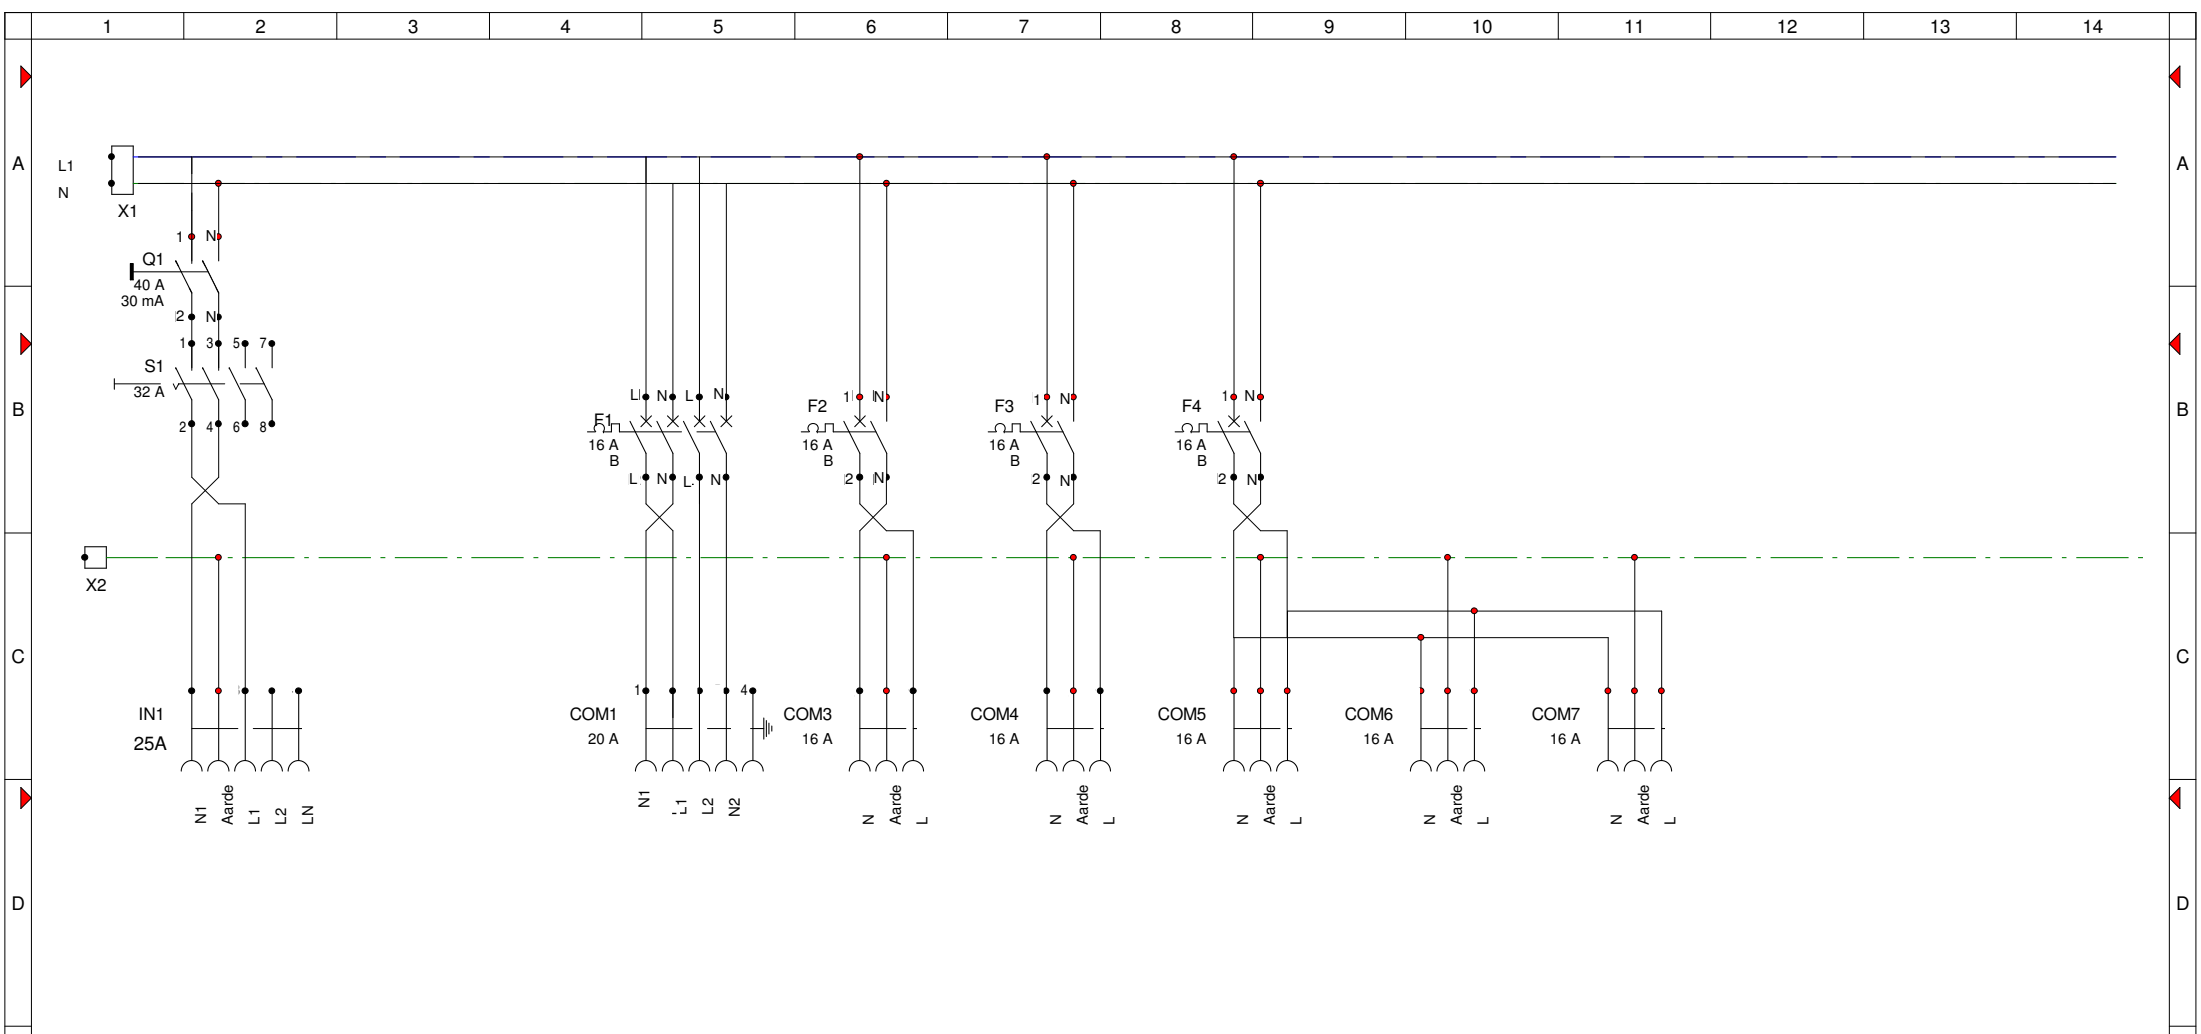 1 2 3 4 5 6 7 8 9 10 11 12 13 14
A A
L1
N
X1
1 N
Q1
40 A
30 mA
2 N
1 3 5 7
S1
32 A
2 4 6 8
B B
L N L N
F1
16 A
B
L N L N
1 N
F2
16 A
B
2 N
1 N
F3
16 A
B
2 N
1 N
F4
16 A
B
2 N
X2
C C
IN1
25A
1 4
COM1
20 A
COM3
16 A
COM4
16 A
COM5
16 A
COM6
16 A
COM7
16 A
N1 Aarde L1 L2 LN
N1 L1 L2 N2
N Aarde L
N Aarde L
N Aarde L
N Aarde L
N Aarde L
D D